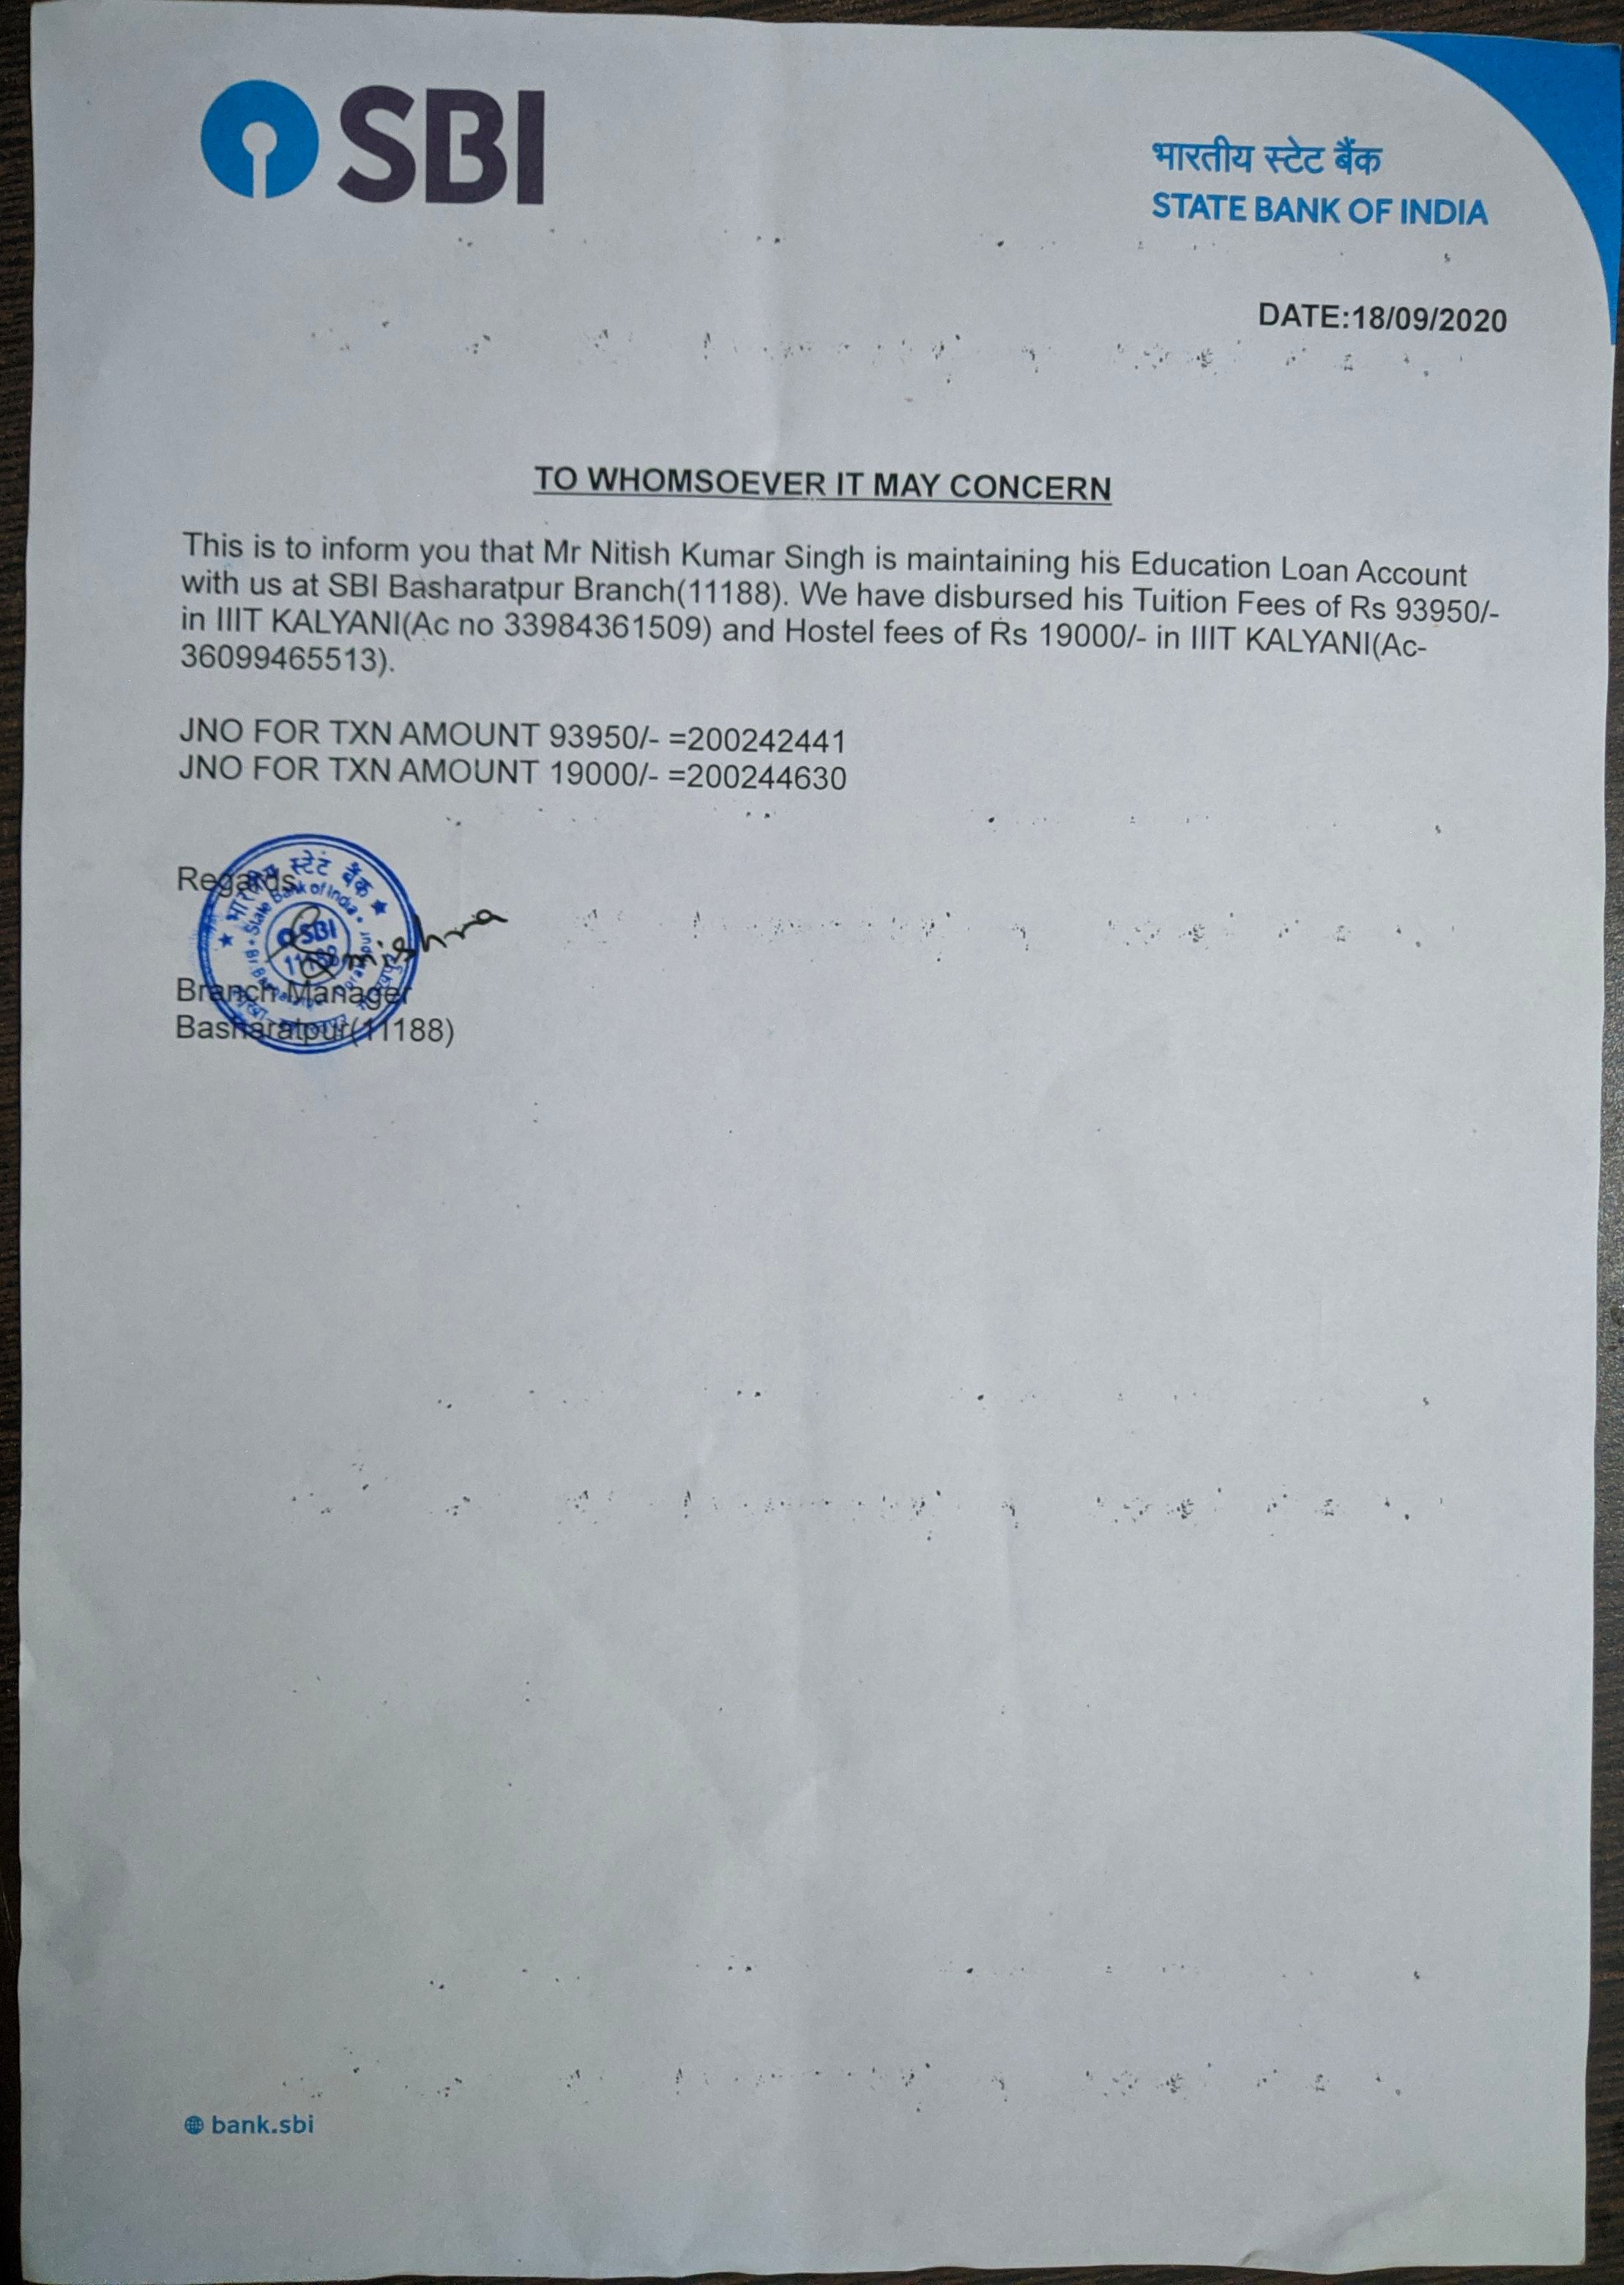 SBI
भारतीय स्टेट बैंक
STATE BANK OF INDIA
DATE:18/09/2020
TO WHOMSOEVER IT MAY CONCERN
This is to inform you that Mr Nitish Kumar Singh is maintaining his Education Loan Account
with us at SBI Basharatpur Branch(11188). We have disbursed his Tuition Fees of Rs 93950/-
in IIIT KALYANI(Ac no 33984361509) and Hostel fees of Rs 19000/- in IIIT KALYANI(Ac-
36099465513).
JNO FOR TXN AMOUNT 93950/- =200242441
JNO FOR TXN AMOUNT 19000/- =200244630
Regards
भारतीय स्टेट बैंक
State Bank of India
SBI
11188
mishra
Branch Manager
Basharatpur(11188)
bank.sbi